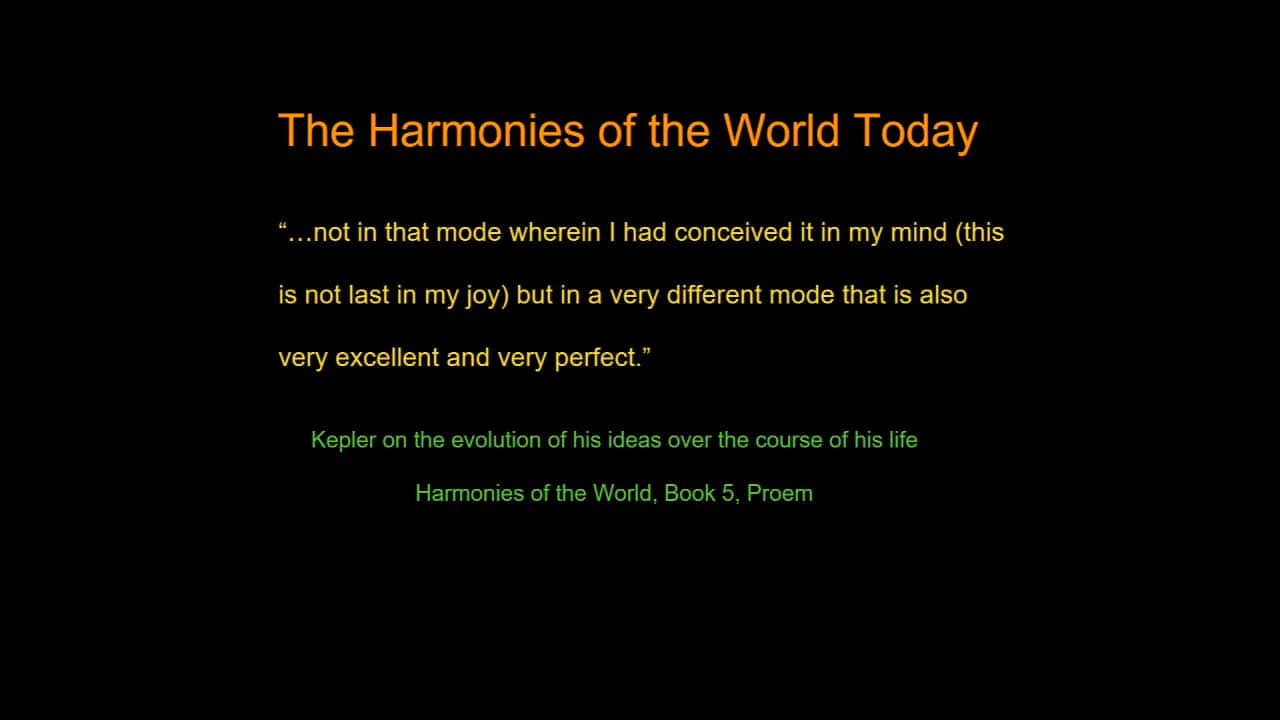 The Harmonies of the World Today
“…not in that mode wherein I had conceived it in my mind (this
is not last in my joy) but in a very different mode that is also
very excellent and very perfect.”
Kepler on the evolution of his ideas over the course of his life
Harmonies of the World, Book 5, Proem